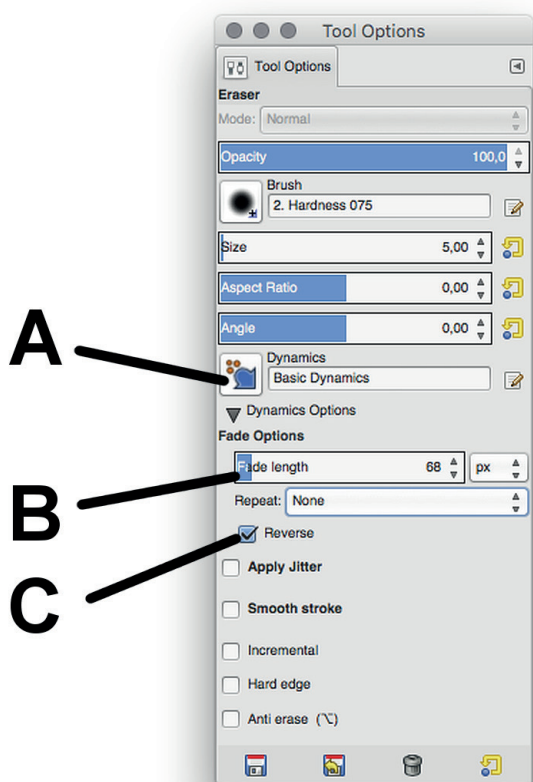 Tool Options
Tool Options
Eraser
Mode: Normal
Opacity 100,0
Brush
2. Hardness 075
Size 5,00
Aspect Ratio 0,00
Angle 0,00
A
Dynamics
Basic Dynamics
Dynamics Options
Fade Options
Fade length 68 px
B
Repeat: None
Reverse
C
Apply Jitter
Smooth stroke
Incremental
Hard edge
Anti erase (⌥)